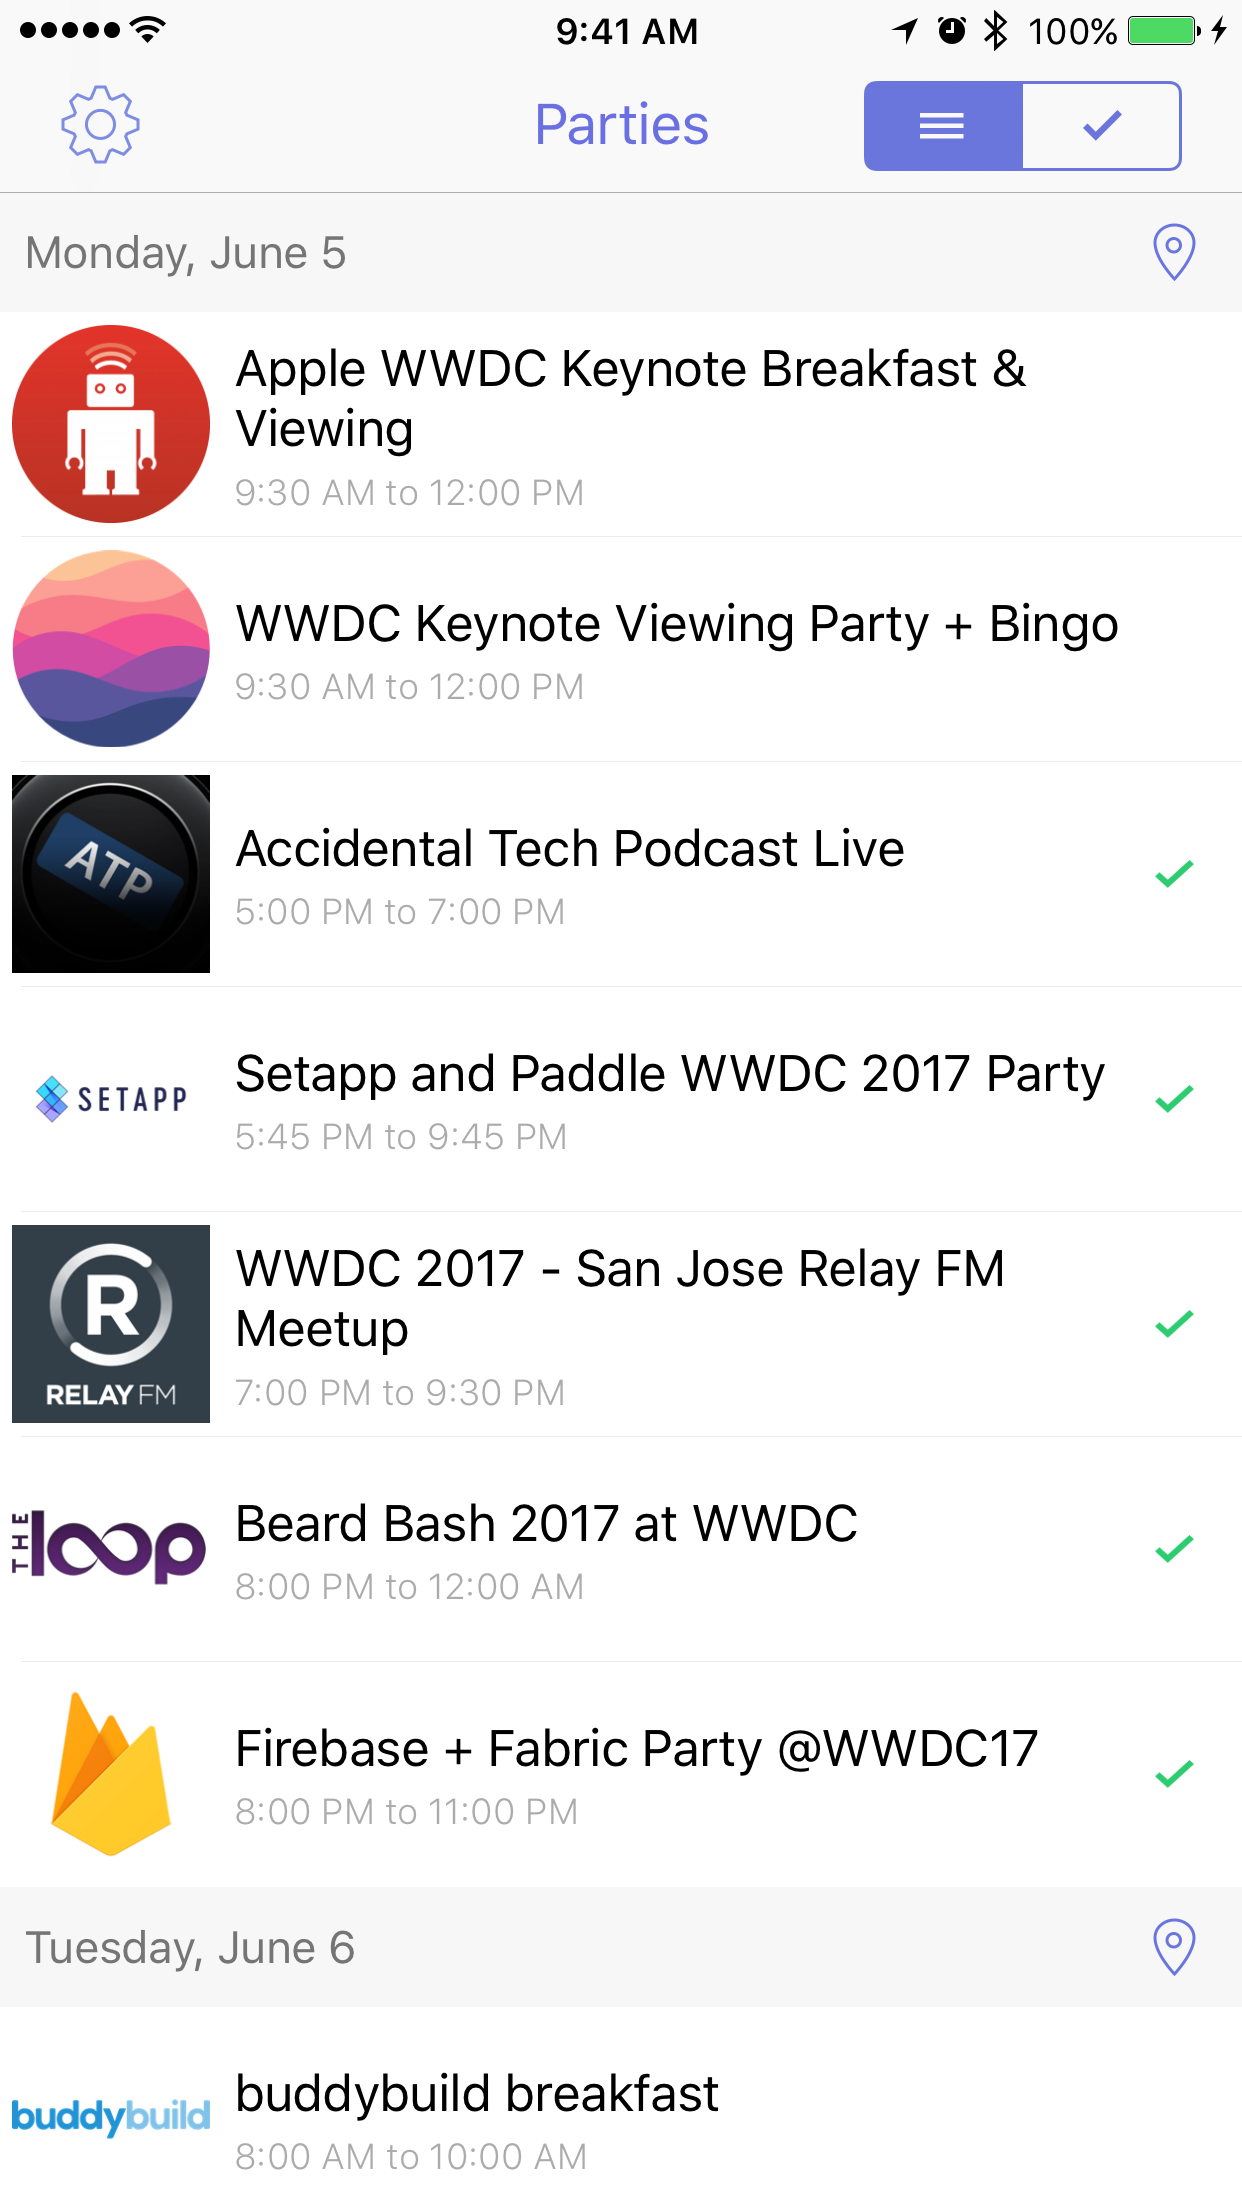 9:41 AM
100%
Parties
Monday, June 5
Apple WWDC Keynote Breakfast &
Viewing
9:30 AM to 12:00 PM
WWDC Keynote Viewing Party + Bingo
9:30 AM to 12:00 PM
ATP
Accidental Tech Podcast Live
5:00 PM to 7:00 PM
SETAPP
Setapp and Paddle WWDC 2017 Party
5:45 PM to 9:45 PM
R
RELAY FM
WWDC 2017 - San Jose Relay FM
Meetup
7:00 PM to 9:30 PM
THE loop
Beard Bash 2017 at WWDC
8:00 PM to 12:00 AM
Firebase + Fabric Party @WWDC17
8:00 PM to 11:00 PM
Tuesday, June 6
buddybuild
buddybuild breakfast
8:00 AM to 10:00 AM